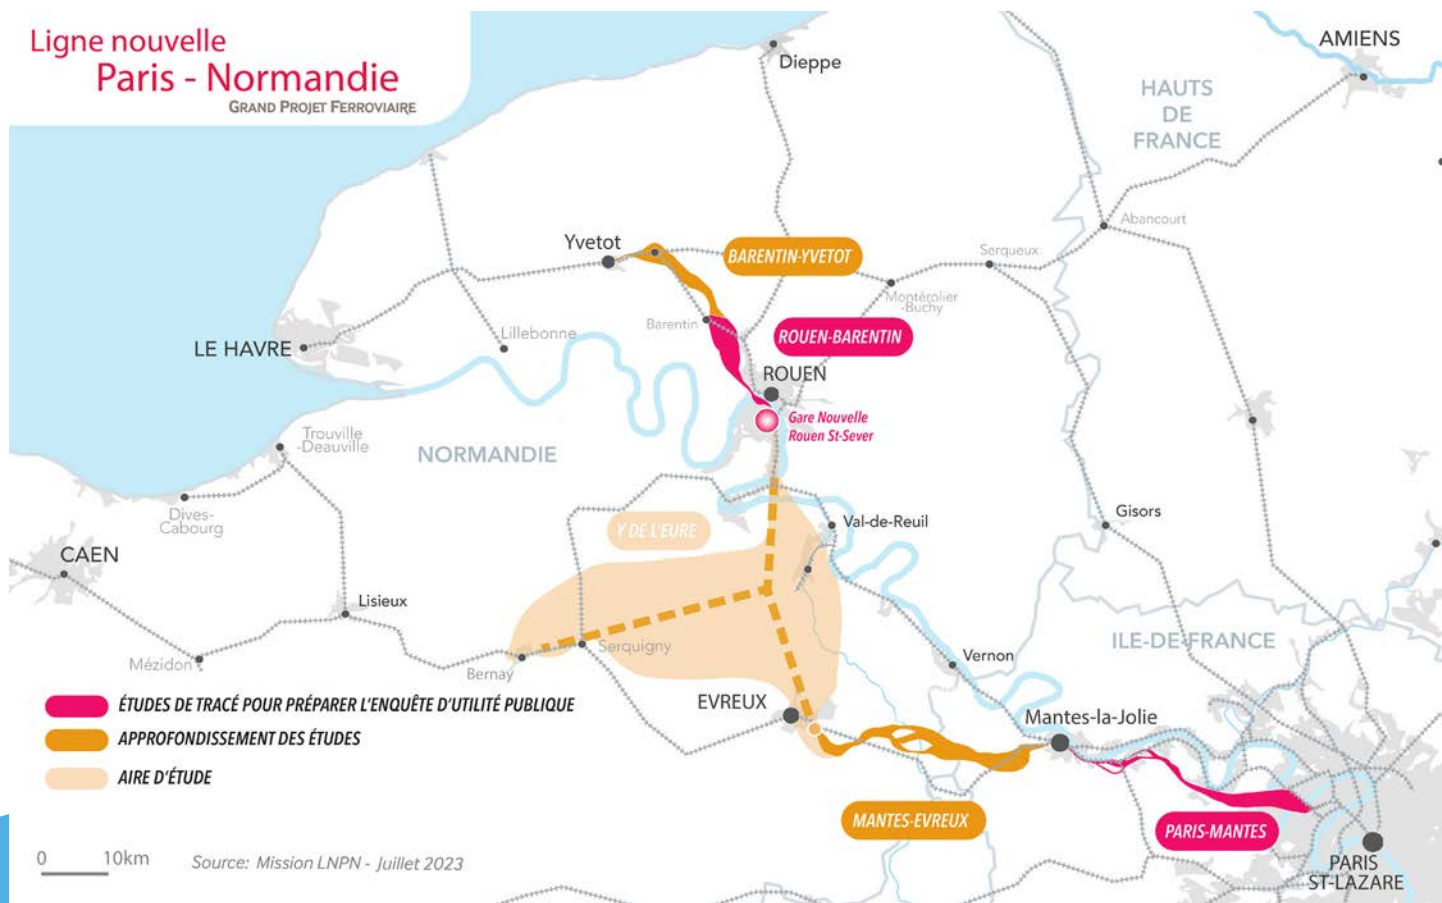 Ligne nouvelle
Paris - Normandie
GRAND PROJET FERROVIAIRE
Dieppe
AMIENS
HAUTS
DE
FRANCE
Abancourt
Yvetot
BARENTIN-YVETOT
Serqueux
Montérolier
-Buchy
Barentin
Lillebonne
ROUEN-BARENTIN
LE HAVRE
ROUEN
Gare Nouvelle
Rouen St-Sever
Trouville
-Deauville
NORMANDIE
Dives-
Cabourg
Gisors
Val-de-Reuil
Y DE L'EURE
CAEN
Lisieux
ILE-DE-FRANCE
Serquigny
Vernon
Mézidon
Bernay
EVREUX
Mantes-la-Jolie
ÉTUDES DE TRACÉ POUR PRÉPARER L'ENQUÊTE D'UTILITÉ PUBLIQUE
APPROFONDISSEMENT DES ÉTUDES
AIRE D'ÉTUDE
MANTES-EVREUX
PARIS-MANTES
0 10km
Source: Mission LNPN - Juillet 2023
PARIS
ST-LAZARE